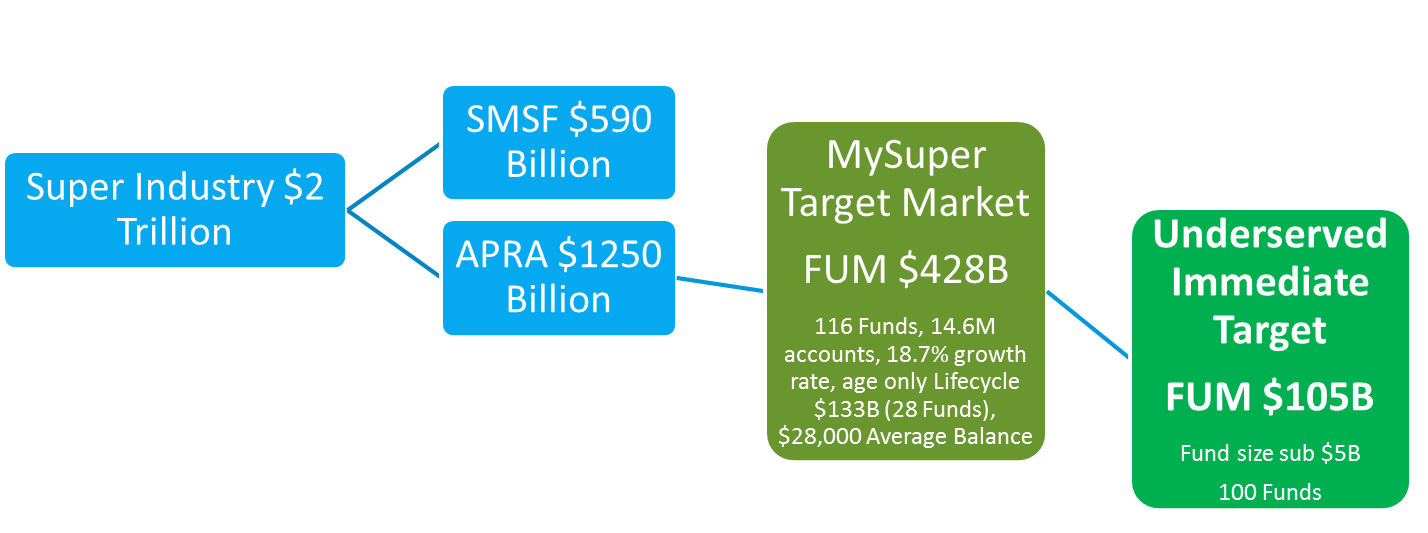 Super Industry $2
Trillion
SMSF $590
Billion
APRA $1250
Billion
MySuper
Target Market
FUM $428B
116 Funds, 14.6M
accounts, 18.7% growth
rate, age only Lifecycle
$133B (28 Funds),
$28,000 Average Balance
Underserved
Immediate
Target
FUM $105B
Fund size sub $5B
100 Funds